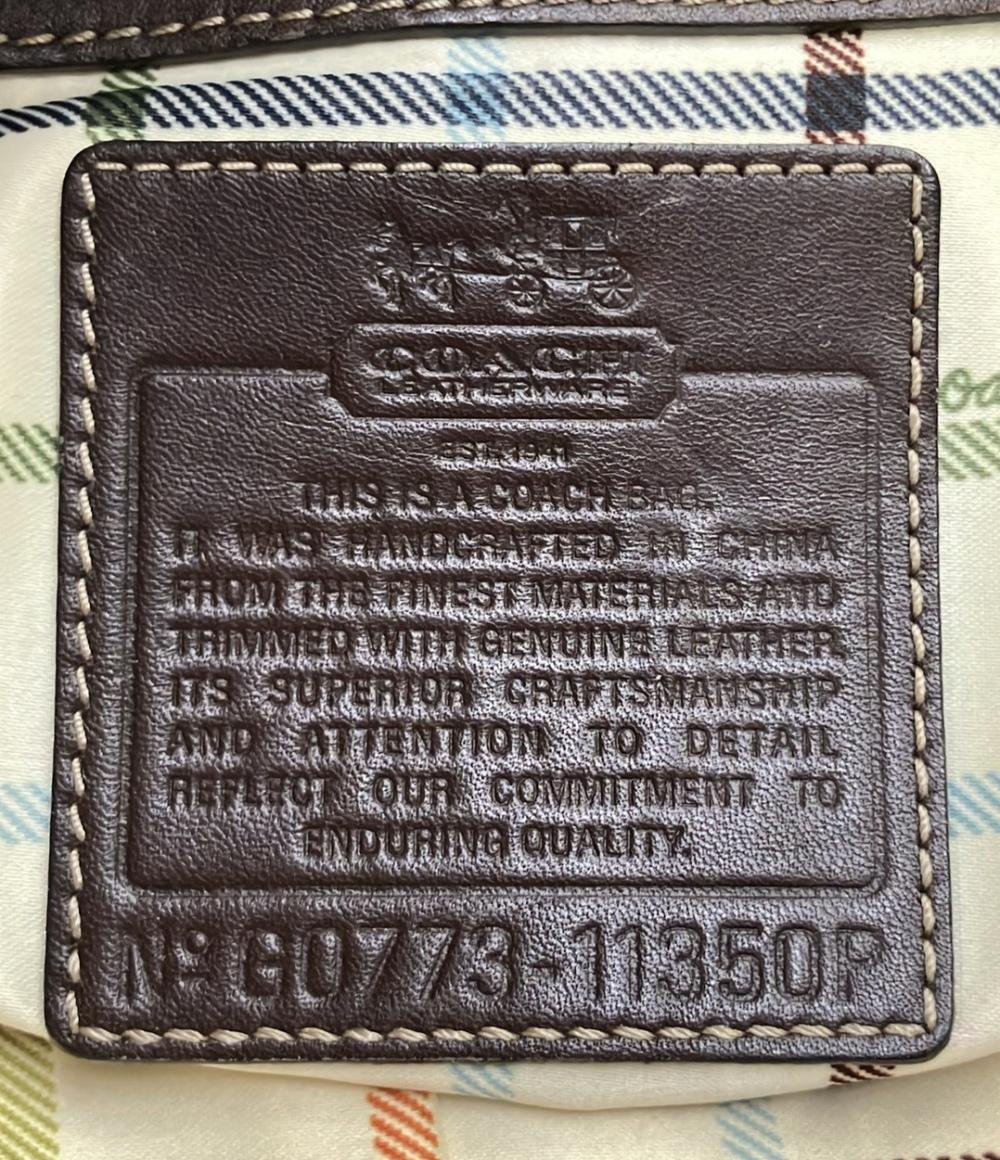 COACH
LEATHERWARE
EST. 1941
THIS IS A COACH BAG.
IT WAS HANDCRAFTED IN CHINA
FROM THE FINEST MATERIALS AND
TRIMMED WITH GENUINE LEATHER.
ITS SUPERIOR CRAFTSMANSHIP
AND ATTENTION TO DETAIL
REFLECT OUR COMMITMENT TO
ENDURING QUALITY.
Nº G0773-11350P